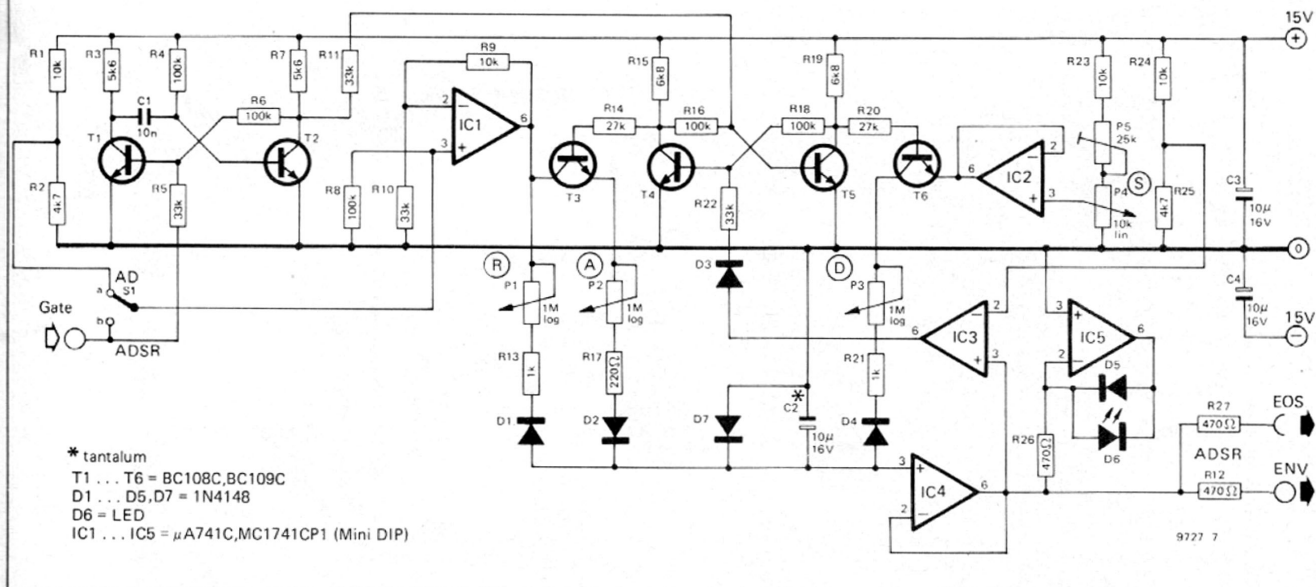 15V
+
R1
10k
R3
5k6
R4
100k
R7
5k6
R11
33k
R9
10k
R15
6k8
R19
6k8
R23
10k
R24
10k
C1
10n
R6
100k
T1
T2
2
−
IC1
6
3
+
R14
27k
R16
100k
R18
100k
R20
27k
T3
T4
T5
T6
2
−
IC2
+
3
P5
25k
S
P4
10k
lin
R2
4k7
R5
33k
R8
100k
R10
33k
R22
33k
R25
4k7
C3
10µ
16V
0
AD
a
S1
b
ADSR
Gate
R
P1
1M
log
A
P2
1M
log
D3
D
P3
1M
log
6
IC3
−
2
+
3
3
+
IC5
6
−
2
C4
10µ
16V
15V
−
R13
1k
R17
220Ω
R21
1k
D5
D6
D1
D2
D7
*
C2
10µ
16V
D4
R26
470Ω
3
+
IC4
6
2
−
R27
470Ω
EOS
ADSR
R12
470Ω
ENV
* tantalum
T1 ... T6 = BC108C,BC109C
D1 ... D5,D7 = 1N4148
D6 = LED
IC1 ... IC5 = µA741C,MC1741CP1 (Mini DIP)
9727 7